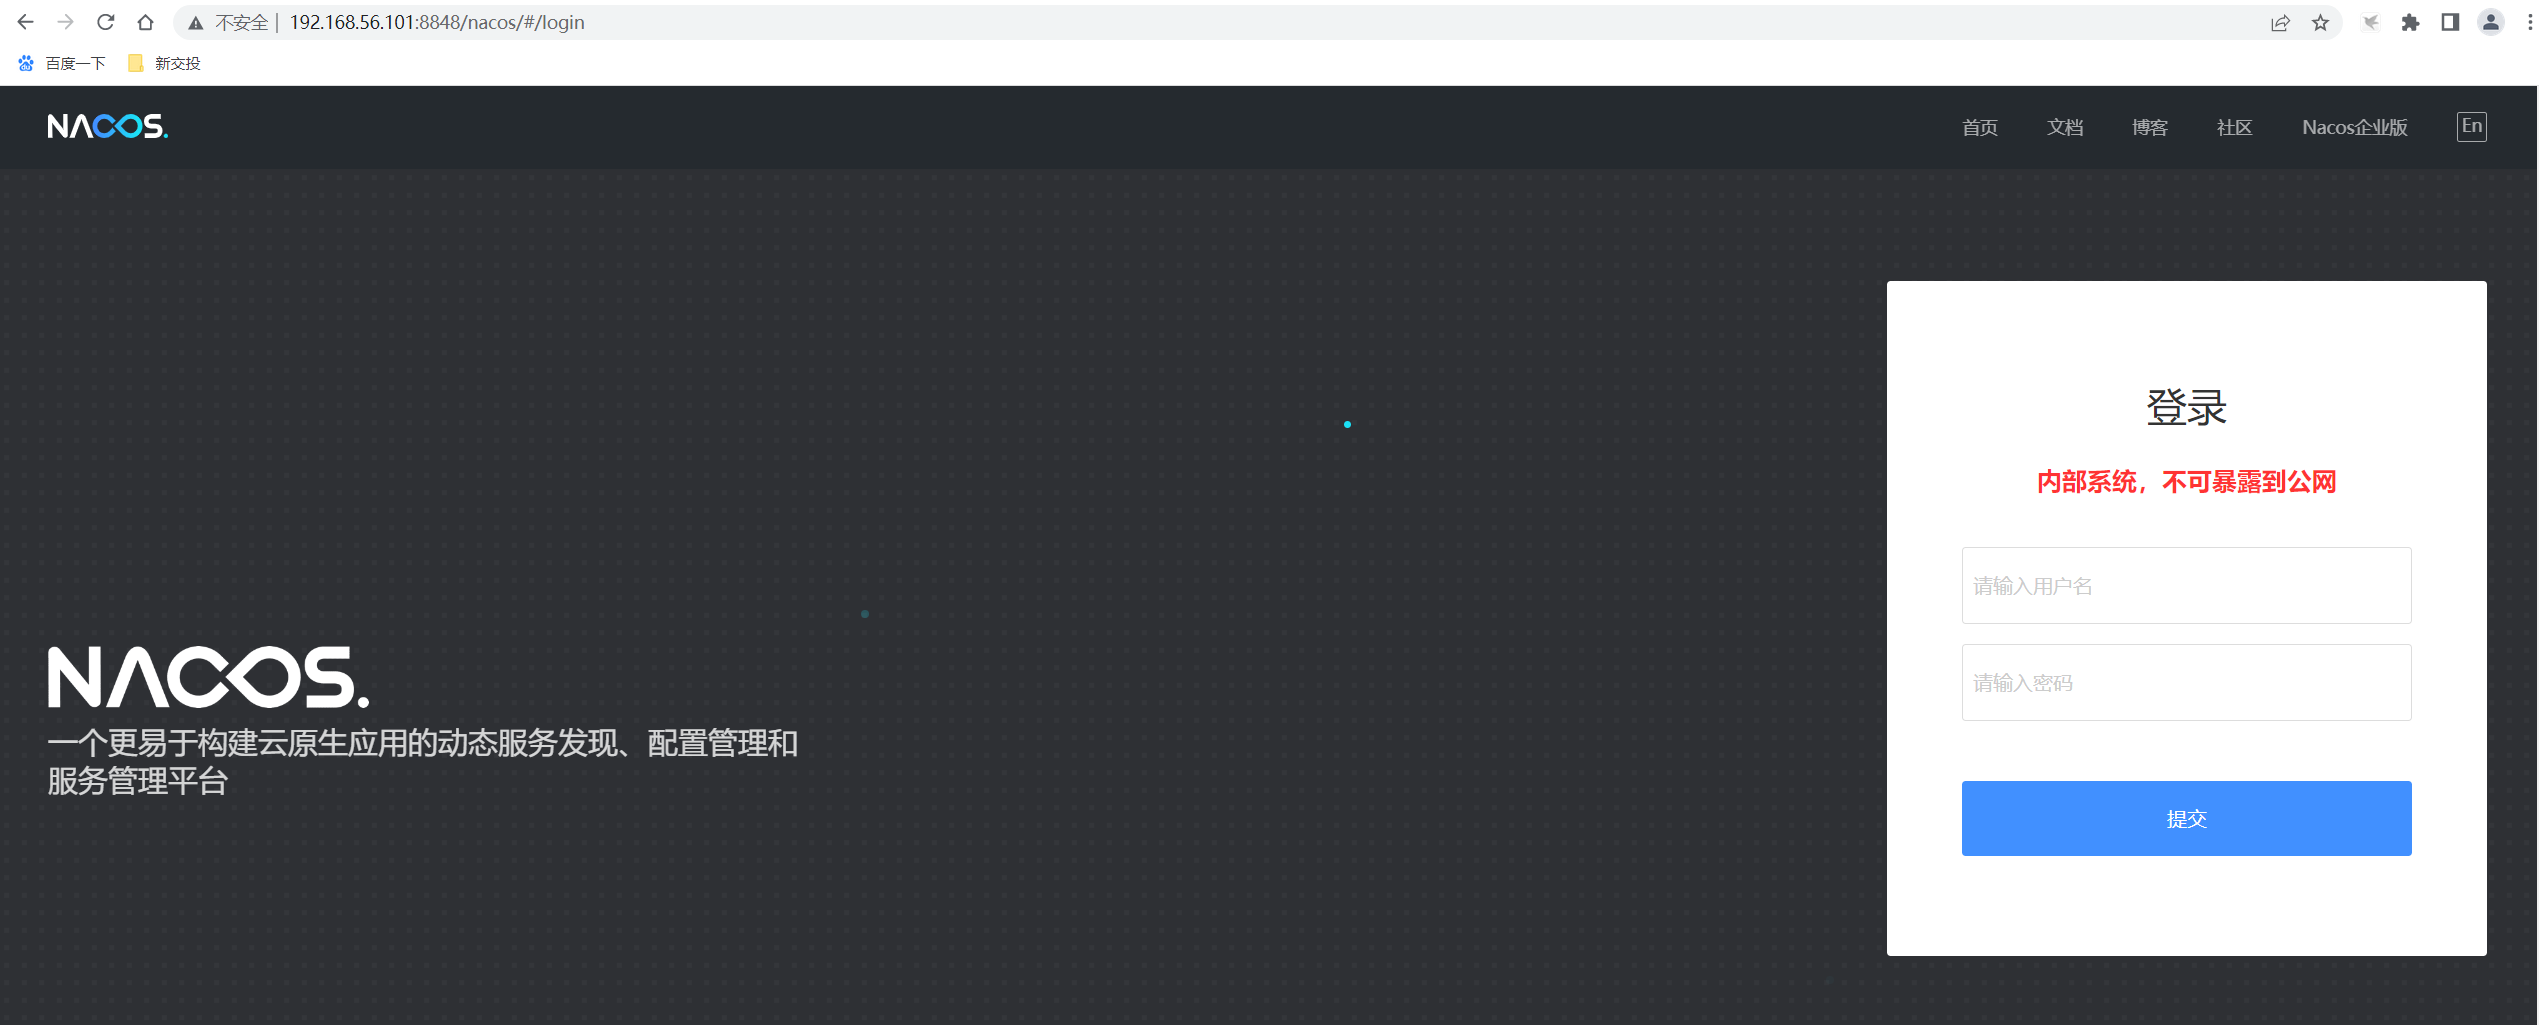 不安全 | 192.168.56.101:8848/nacos/#/login
百度一下 新交投
NACOS.
首页 文档 博客 社区 Nacos企业版 En
登录
内部系统，不可暴露到公网
请输入用户名
请输入密码
提交
NACOS.
一个更易于构建云原生应用的动态服务发现、配置管理和
服务管理平台